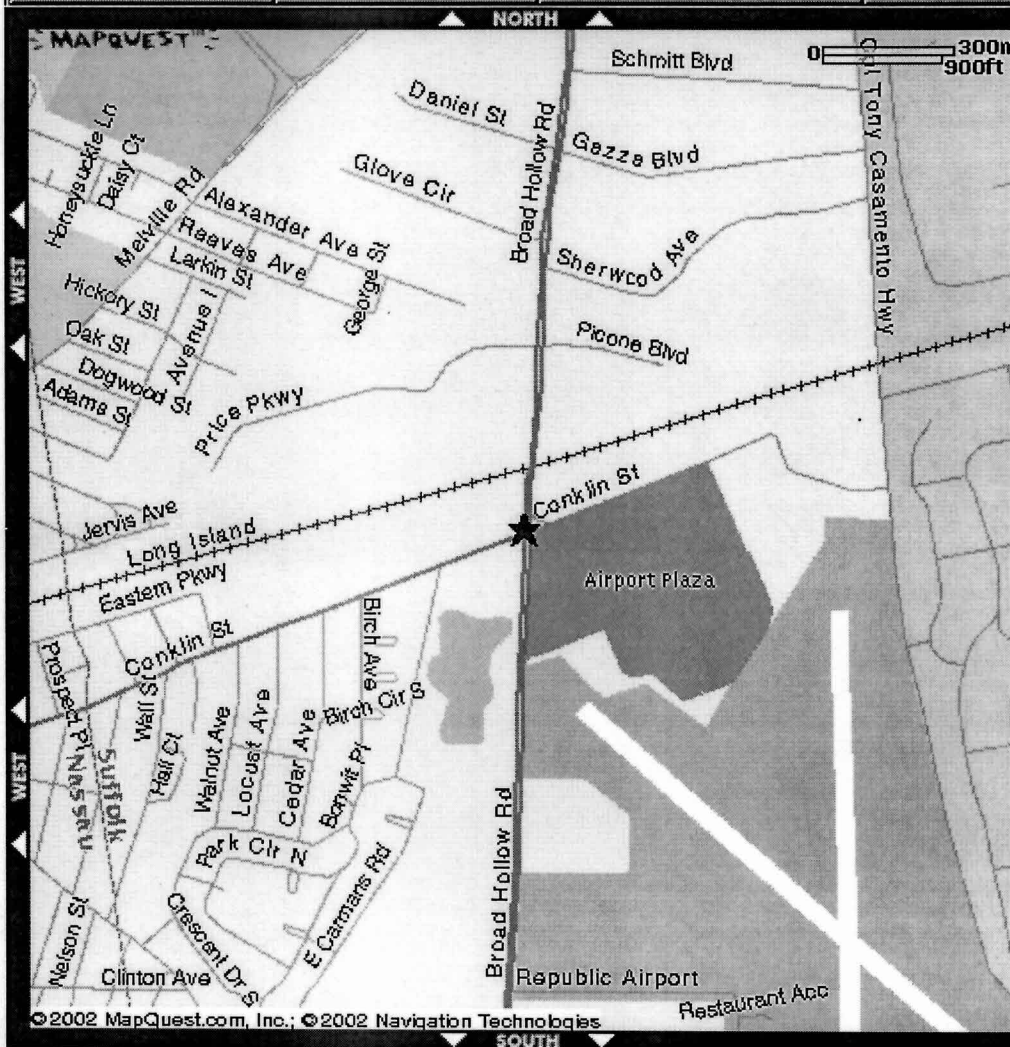 NORTH
MAPQUEST
Schmitt Blvd
0 300m
900ft
Col Tony Casamento Hwy
Daniel St
Broad Hollow Rd
Gazza Blvd
Glove Cir
Honeysuckle Ln
Daisy Ct
Melville Rd
Alexander Ave
Reeves Ave
George St
Larkin St
Sherwood Ave
WEST
Hickory St
Avenue I
Oak St
Picone Blvd
Dogwood St
Adams St
Price Pkwy
Conklin St
Jervis Ave
Long Island
Airport Plaza
Eastern Pkwy
Conklin St
Birch Ave
Prospect Pl
Wall St
Birch Cir S
Walnut Ave
Locust Ave
Cedar Ave
Bonwit Pl
Hall Ct
Nassau
Suffolk
WEST
Park Cir N
Broad Hollow Rd
E Carmans Rd
Crescent Dr S
Nelson St
Clinton Ave
Republic Airport
Restaurant Acc
©2002 MapQuest.com, Inc.; ©2002 Navigation Technologies
SOUTH